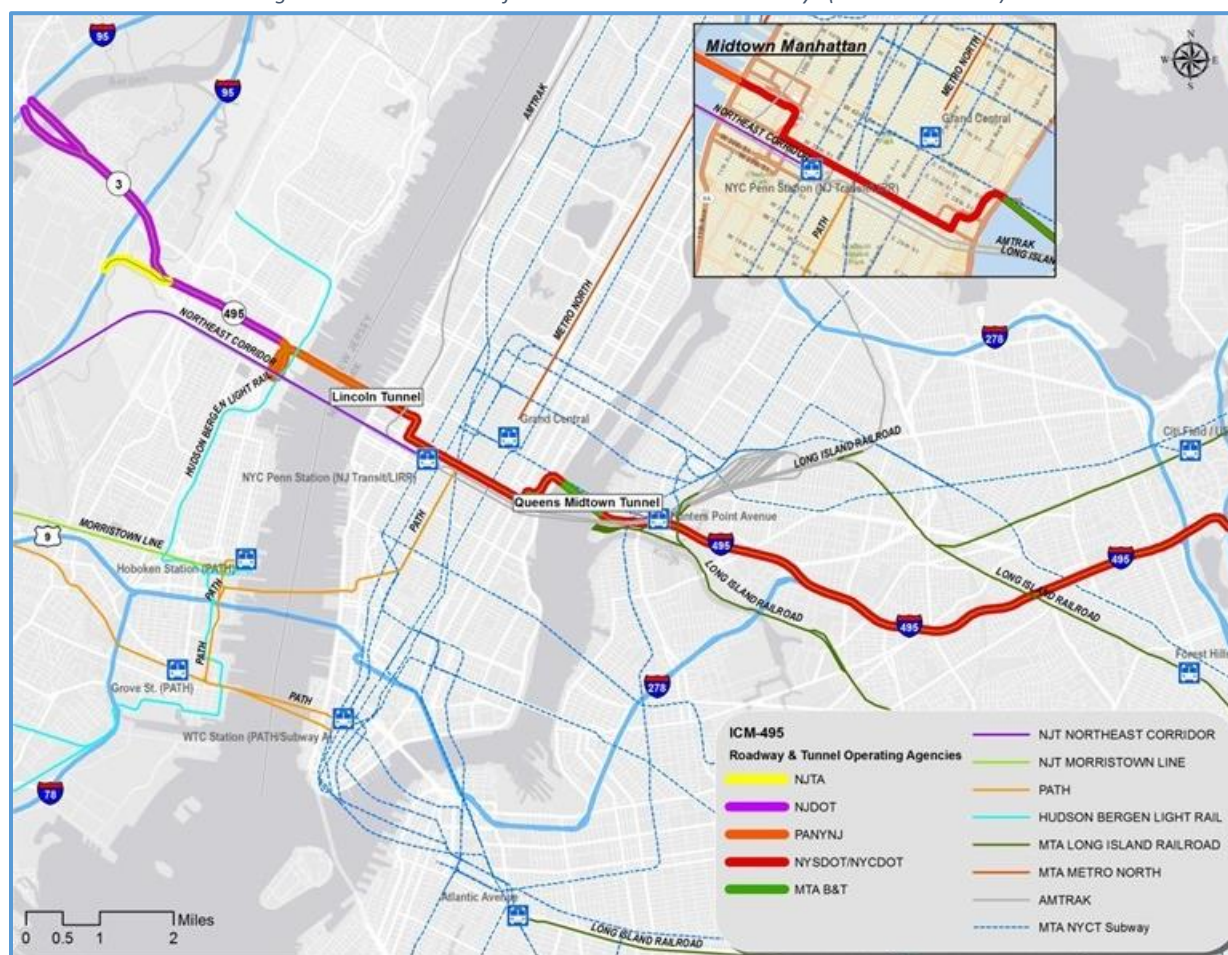 95
95
3
495
NORTHEAST CORRIDOR
HUDSON BERGEN LIGHT RAIL
AMTRAK
METRO NORTH
Lincoln Tunnel
Grand Central
NYC Penn Station (NJ Transit/LIRR)
Queens Midtown Tunnel
Hunters Point Avenue
LONG ISLAND RAILROAD
278
Citi Field / US
495
495
495
LONG ISLAND RAILROAD
LONG ISLAND RAILROAD
Forest Hills
278
9
MORRISTOWN LINE
Hoboken Station (PATH)
PATH
PATH
PATH
PATH
Grove St. (PATH)
WTC Station (PATH/Subway A
78
Atlantic Avenue
LONG ISLAND RAILROAD
0 0.5 1 2
Miles
N
W E
S
Midtown Manhattan
METRO NORTH
Grand Central
NORTHEAST CORRIDOR
NYC Penn Station (NJ Transit/LIRR)
PATH
AMTRAK
LONG ISLAN
ICM-495
Roadway & Tunnel Operating Agencies
NJTA
NJDOT
PANYNJ
NYSDOT/NYCDOT
MTA B&T
NJT NORTHEAST CORRIDOR
NJT MORRISTOWN LINE
PATH
HUDSON BERGEN LIGHT RAIL
MTA LONG ISLAND RAILROAD
MTA METRO NORTH
AMTRAK
MTA NYCT Subway